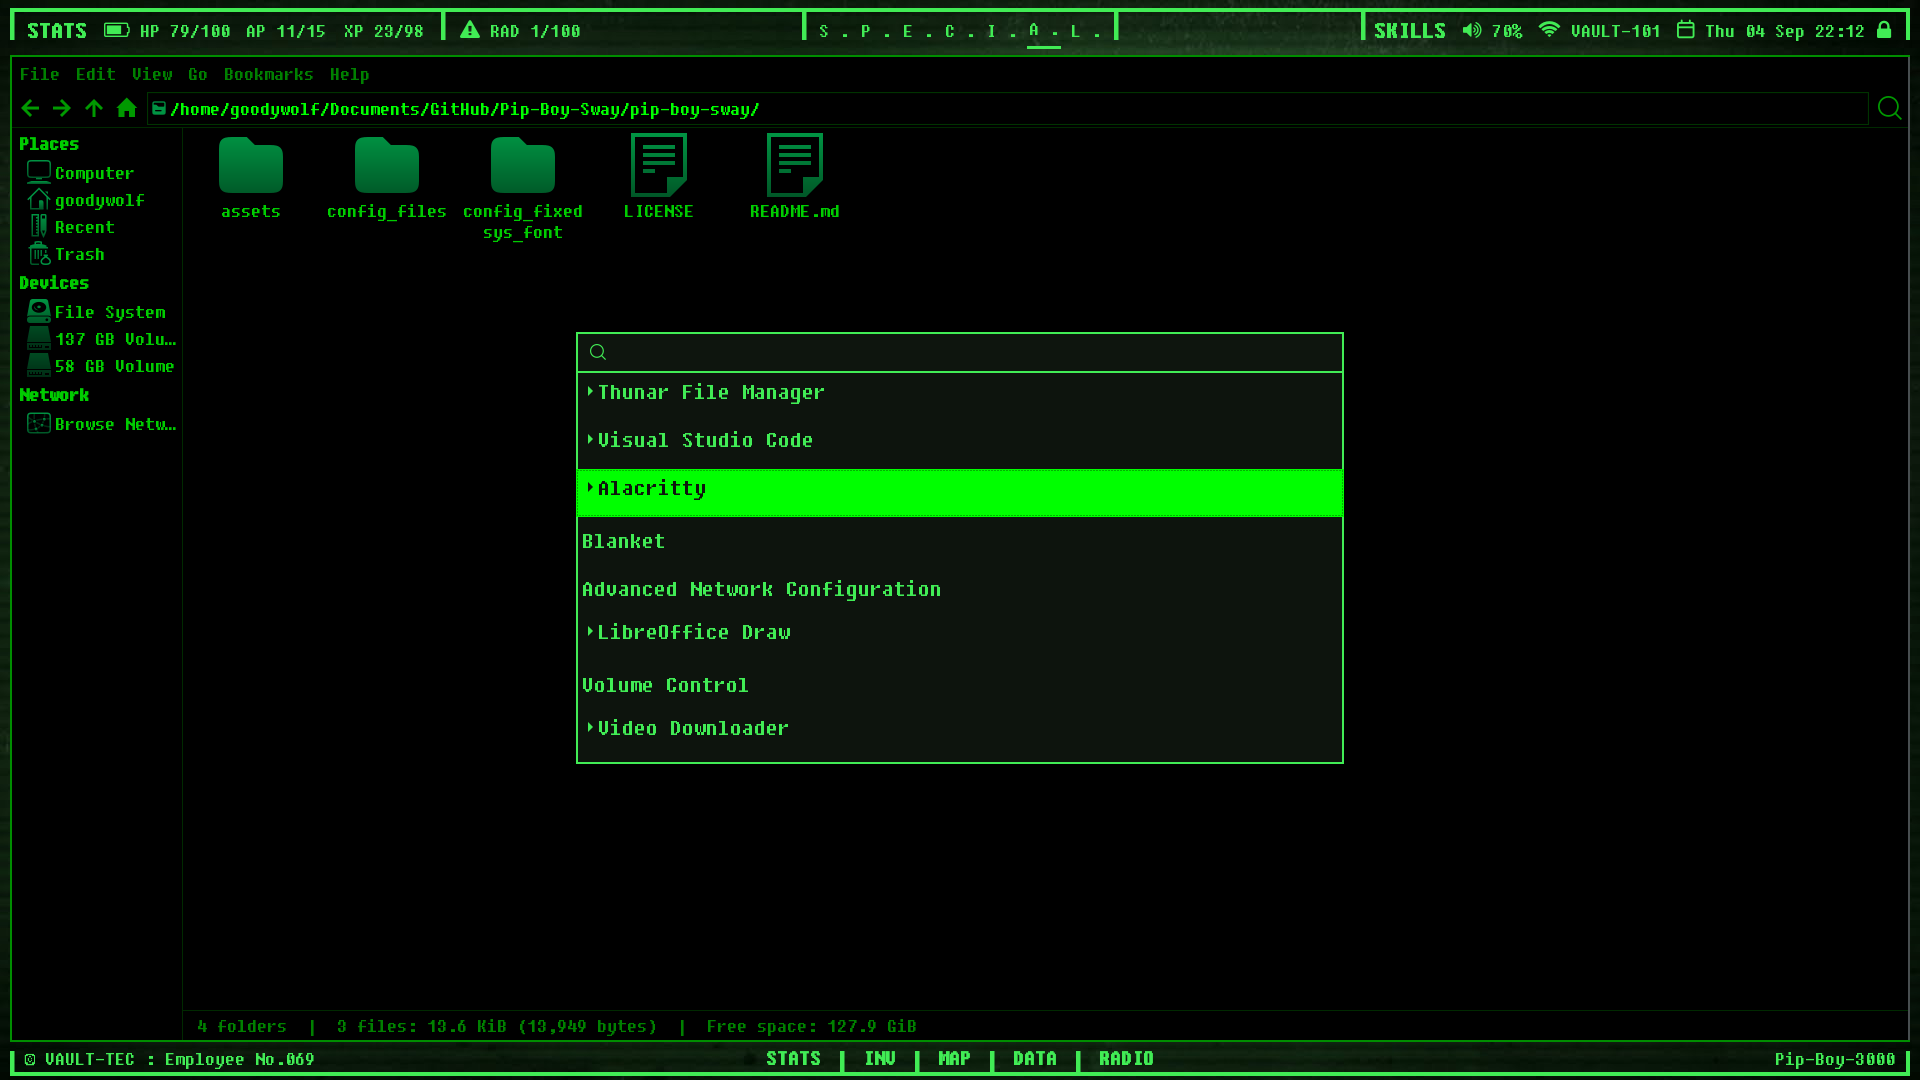 STATS HP 79/100 AP 11/15 XP 23/98 RAD 1/100 S . P . E . C . I . A . L . SKILLS 70% VAULT-101 Thu 04 Sep 22:12
File Edit View Go Bookmarks Help
/home/goodywolf/Documents/GitHub/Pip-Boy-Sway/pip-boy-sway/
Places
Computer
goodywolf
Recent
Trash
Devices
File System
137 GB Volu…
58 GB Volume
Network
Browse Netw…
assets
config_files
config_fixed
sys_font
LICENSE
README.md
Thunar File Manager
Visual Studio Code
Alacritty
Blanket
Advanced Network Configuration
LibreOffice Draw
Volume Control
Video Downloader
4 folders | 3 files: 13.6 KiB (13,949 bytes) | Free space: 127.9 GiB
VAULT-TEC : Employee No.069 STATS INV MAP DATA RADIO Pip-Boy-3000